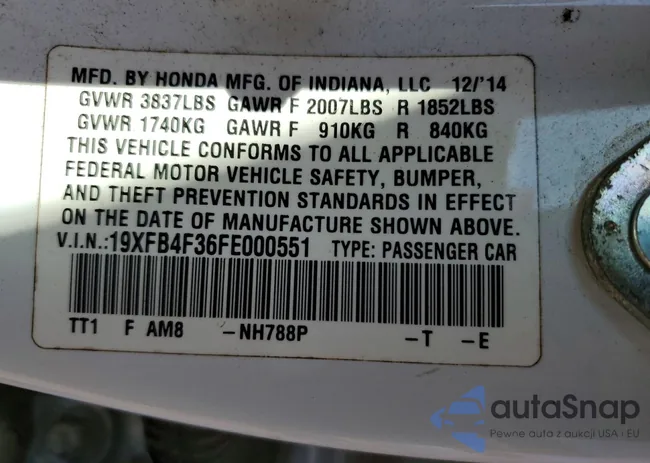 MFD. BY HONDA MFG. OF INDIANA, LLC 12/'14
GVWR 3837LBS GAWR F 2007LBS R 1852LBS
GVWR 1740KG GAWR F 910KG R 840KG
THIS VEHICLE CONFORMS TO ALL APPLICABLE
FEDERAL MOTOR VEHICLE SAFETY, BUMPER,
AND THEFT PREVENTION STANDARDS IN EFFECT
ON THE DATE OF MANUFACTURE SHOWN ABOVE.
V.I.N.:19XFB4F36FE000551 TYPE: PASSENGER CAR
TT1 F AM8 -NH788P -T -E
autaSnap
Pewne auta z aukcji USA i EU